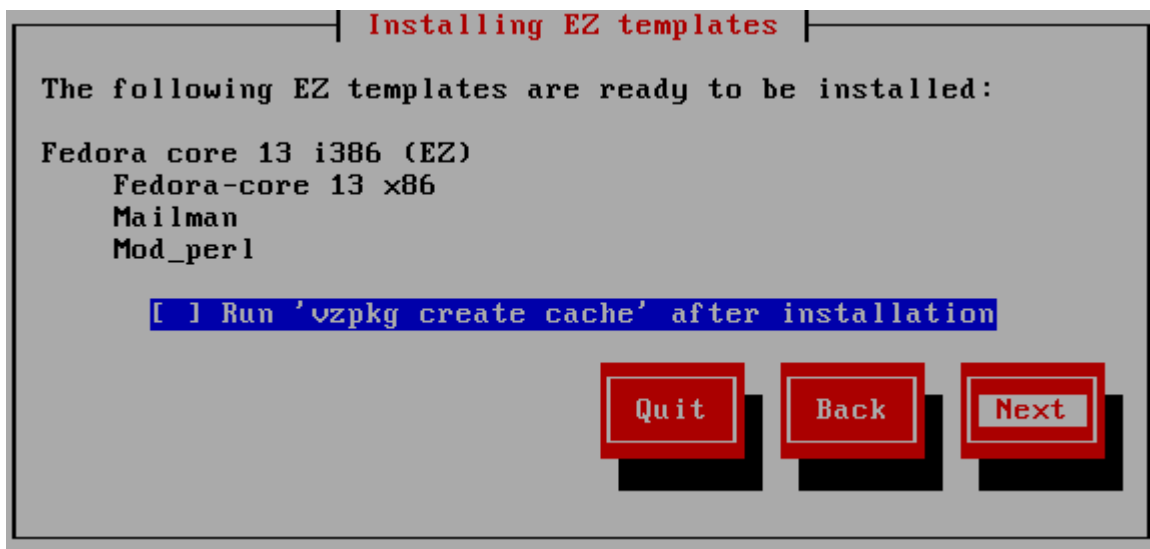 Installing EZ templates
The following EZ templates are ready to be installed:
Fedora core 13 i386 (EZ)
Fedora-core 13 x86
Mailman
Mod_perl
[ ] Run 'vzpkg create cache' after installation
Quit Back Next